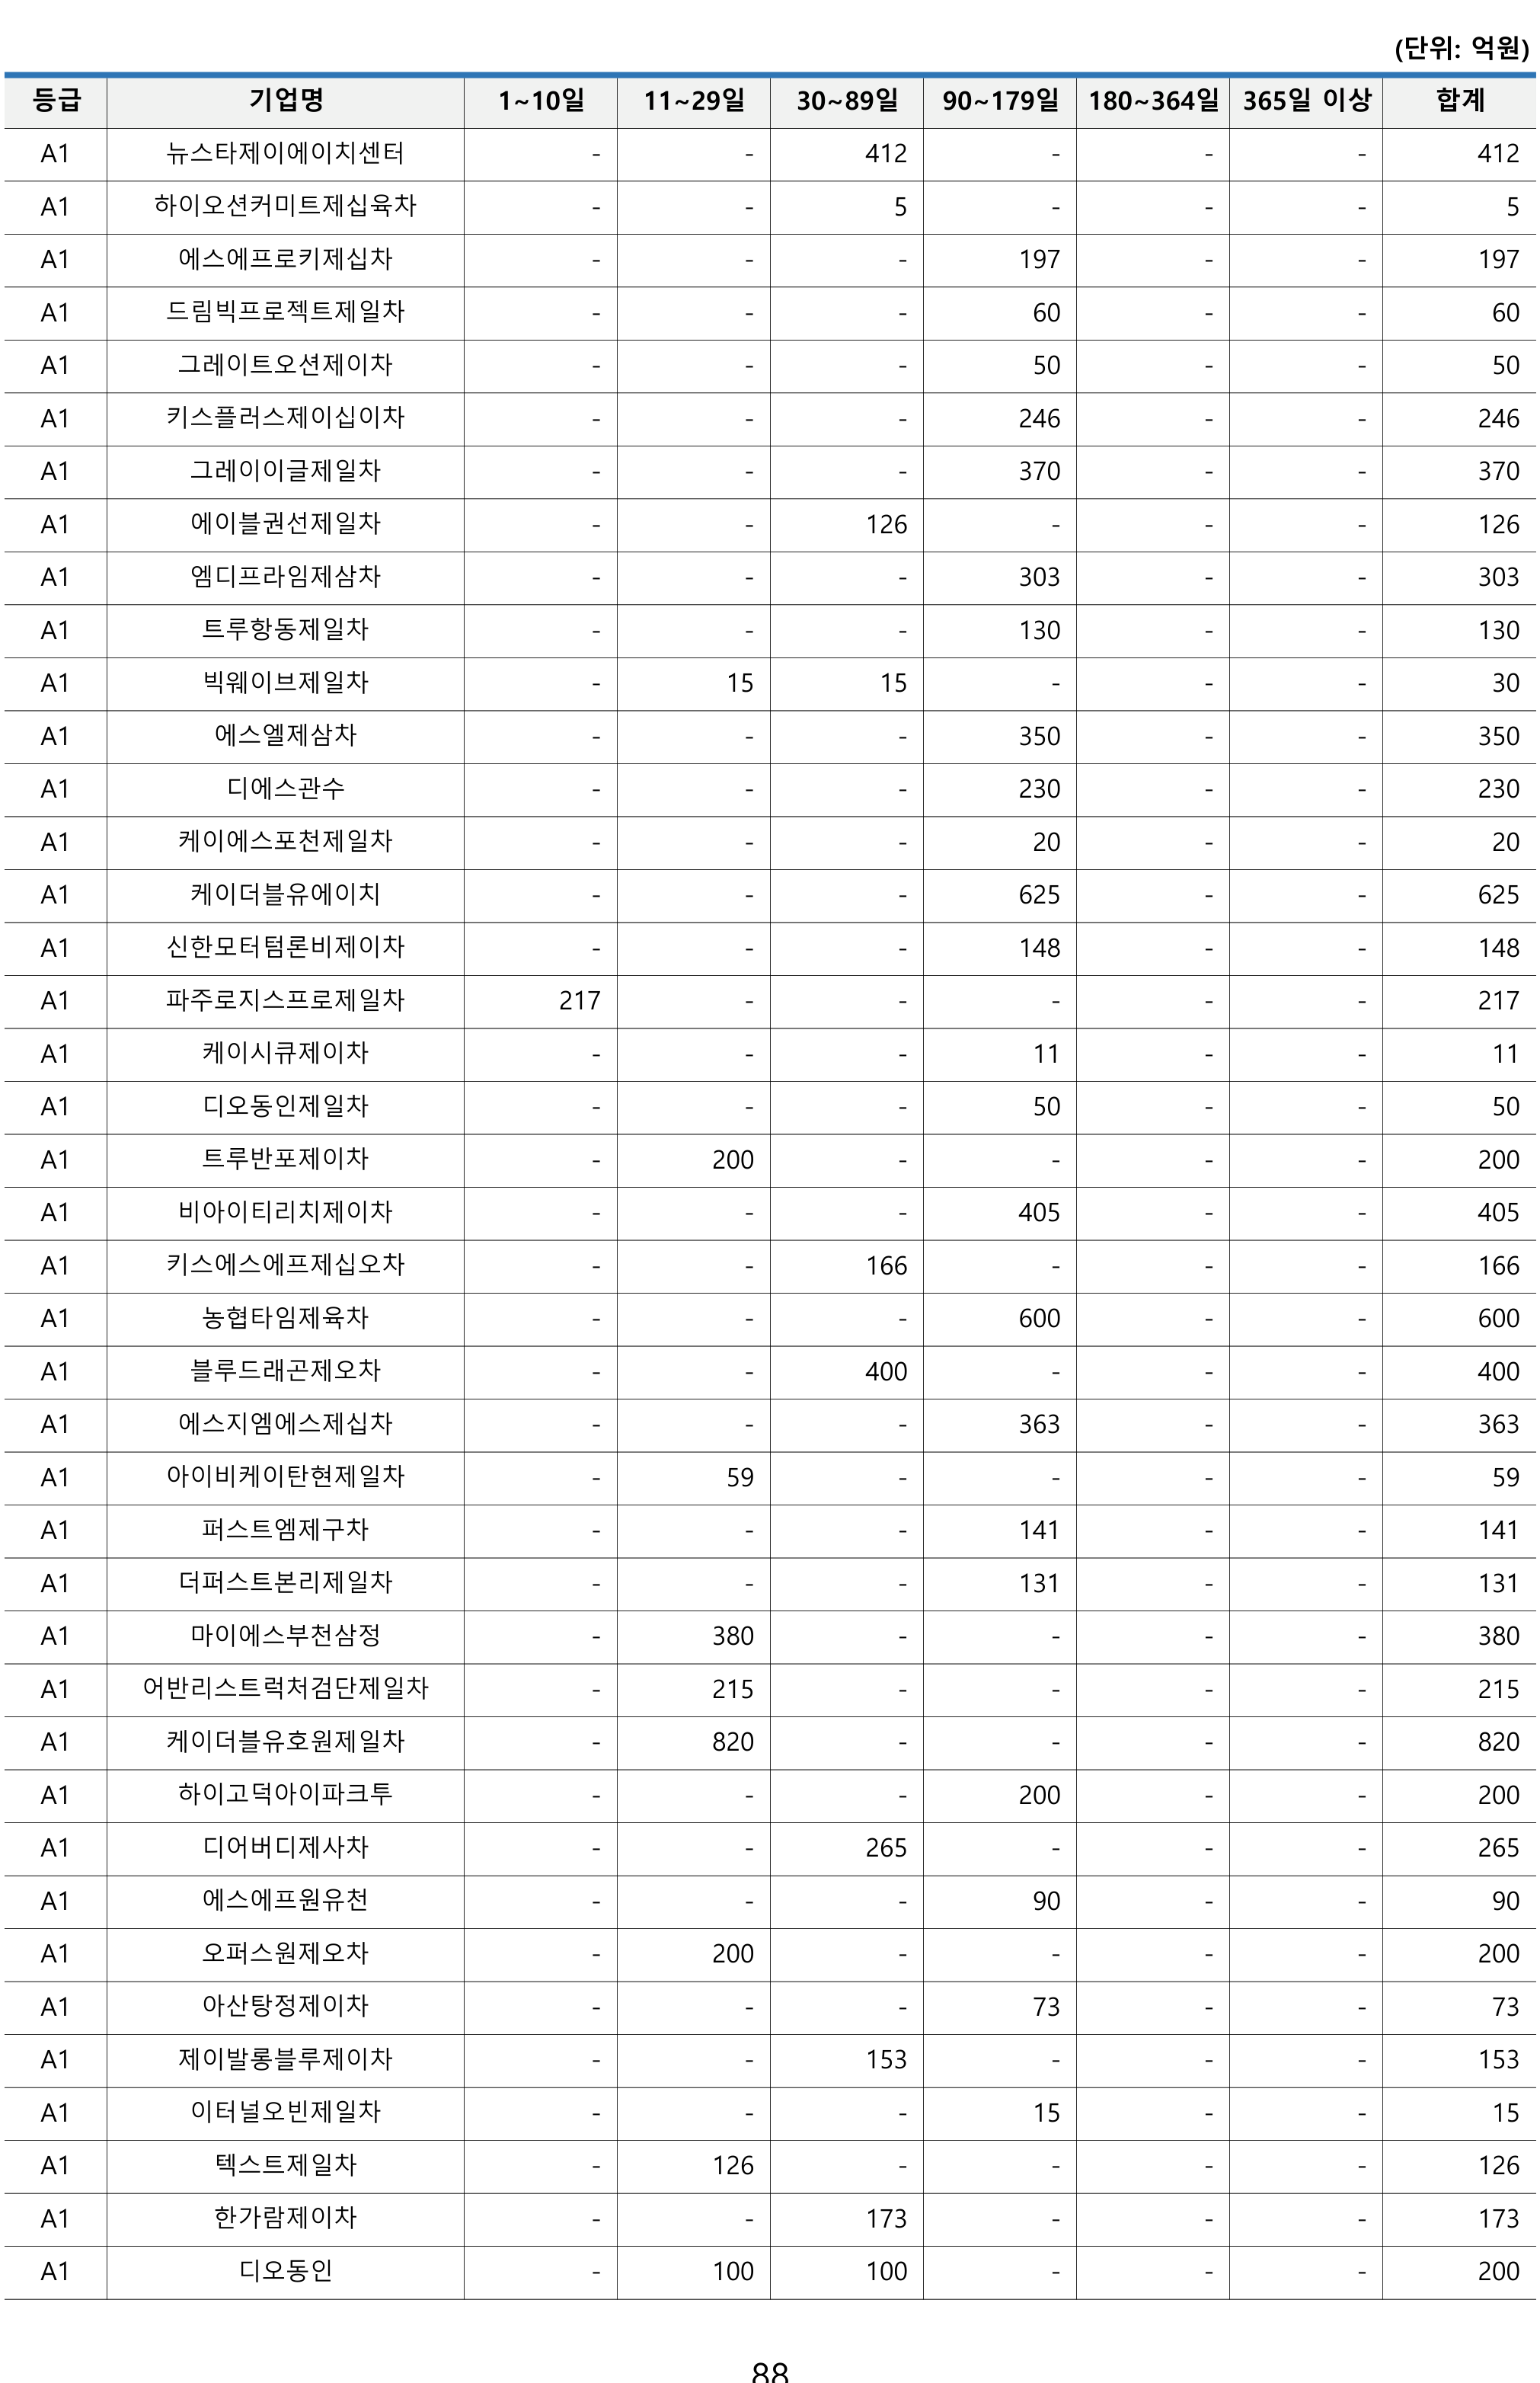 (단위: 억원)
등급 기업명 1~10일 11~29일 30~89일 90~179일 180~364일 365일 이상 합계
A1 뉴스타제이에이치센터 - - 412 - - - 412
A1 하이오션커미트제십육차 - - 5 - - - 5
A1 에스에프로키제십차 - - - 197 - - 197
A1 드림빅프로젝트제일차 - - - 60 - - 60
A1 그레이트오션제이차 - - - 50 - - 50
A1 키스플러스제이십이차 - - - 246 - - 246
A1 그레이이글제일차 - - - 370 - - 370
A1 에이블권선제일차 - - 126 - - - 126
A1 엠디프라임제삼차 - - - 303 - - 303
A1 트루항동제일차 - - - 130 - - 130
A1 빅웨이브제일차 - 15 15 - - - 30
A1 에스엘제삼차 - - - 350 - - 350
A1 디에스관수 - - - 230 - - 230
A1 케이에스포천제일차 - - - 20 - - 20
A1 케이더블유에이치 - - - 625 - - 625
A1 신한모터텀론비제이차 - - - 148 - - 148
A1 파주로지스프로제일차 217 - - - - - 217
A1 케이시큐제이차 - - - 11 - - 11
A1 디오동인제일차 - - - 50 - - 50
A1 트루반포제이차 - 200 - - - - 200
A1 비아이티리치제이차 - - - 405 - - 405
A1 키스에스에프제십오차 - - 166 - - - 166
A1 농협타임제육차 - - - 600 - - 600
A1 블루드래곤제오차 - - 400 - - - 400
A1 에스지엠에스제십차 - - - 363 - - 363
A1 아이비케이탄현제일차 - 59 - - - - 59
A1 퍼스트엠제구차 - - - 141 - - 141
A1 더퍼스트본리제일차 - - - 131 - - 131
A1 마이에스부천삼정 - 380 - - - - 380
A1 어반리스트럭처검단제일차 - 215 - - - - 215
A1 케이더블유호원제일차 - 820 - - - - 820
A1 하이고덕아이파크투 - - - 200 - - 200
A1 디어버디제사차 - - 265 - - - 265
A1 에스에프원유천 - - - 90 - - 90
A1 오퍼스원제오차 - 200 - - - - 200
A1 아산탕정제이차 - - - 73 - - 73
A1 제이발롱블루제이차 - - 153 - - - 153
A1 이터널오빈제일차 - - - 15 - - 15
A1 텍스트제일차 - 126 - - - - 126
A1 한가람제이차 - - 173 - - - 173
A1 디오동인 - 100 100 - - - 200
88